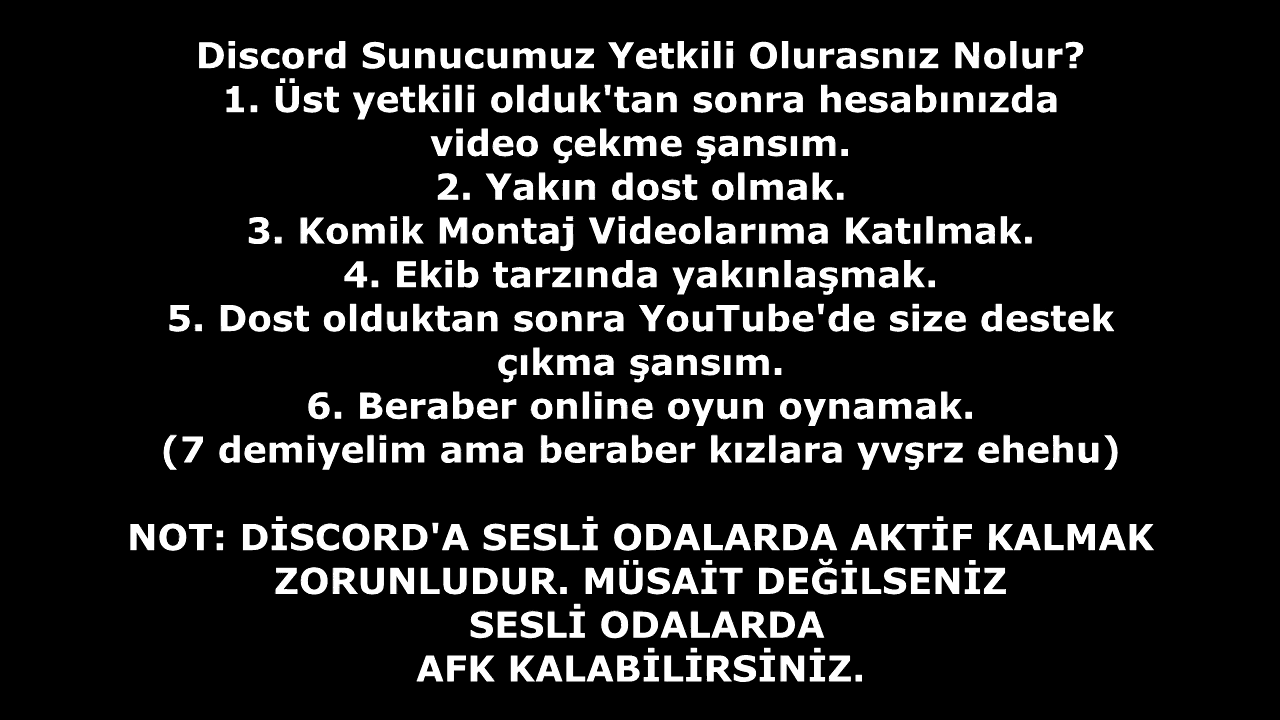 Discord Sunucumuz Yetkili Olurasnız Nolur?
1. Üst yetkili olduk'tan sonra hesabınızda
video çekme şansım.
2. Yakın dost olmak.
3. Komik Montaj Videolarıma Katılmak.
4. Ekib tarzında yakınlaşmak.
5. Dost olduktan sonra YouTube'de size destek
çıkma şansım.
6. Beraber online oyun oynamak.
(7 demiyelim ama beraber kızlara yvşrz ehehu)
NOT: DİSCORD'A SESLİ ODALARDA AKTİF KALMAK
ZORUNLUDUR. MÜSAİT DEĞİLSENİZ
SESLİ ODALARDA
AFK KALABİLİRSİNİZ.